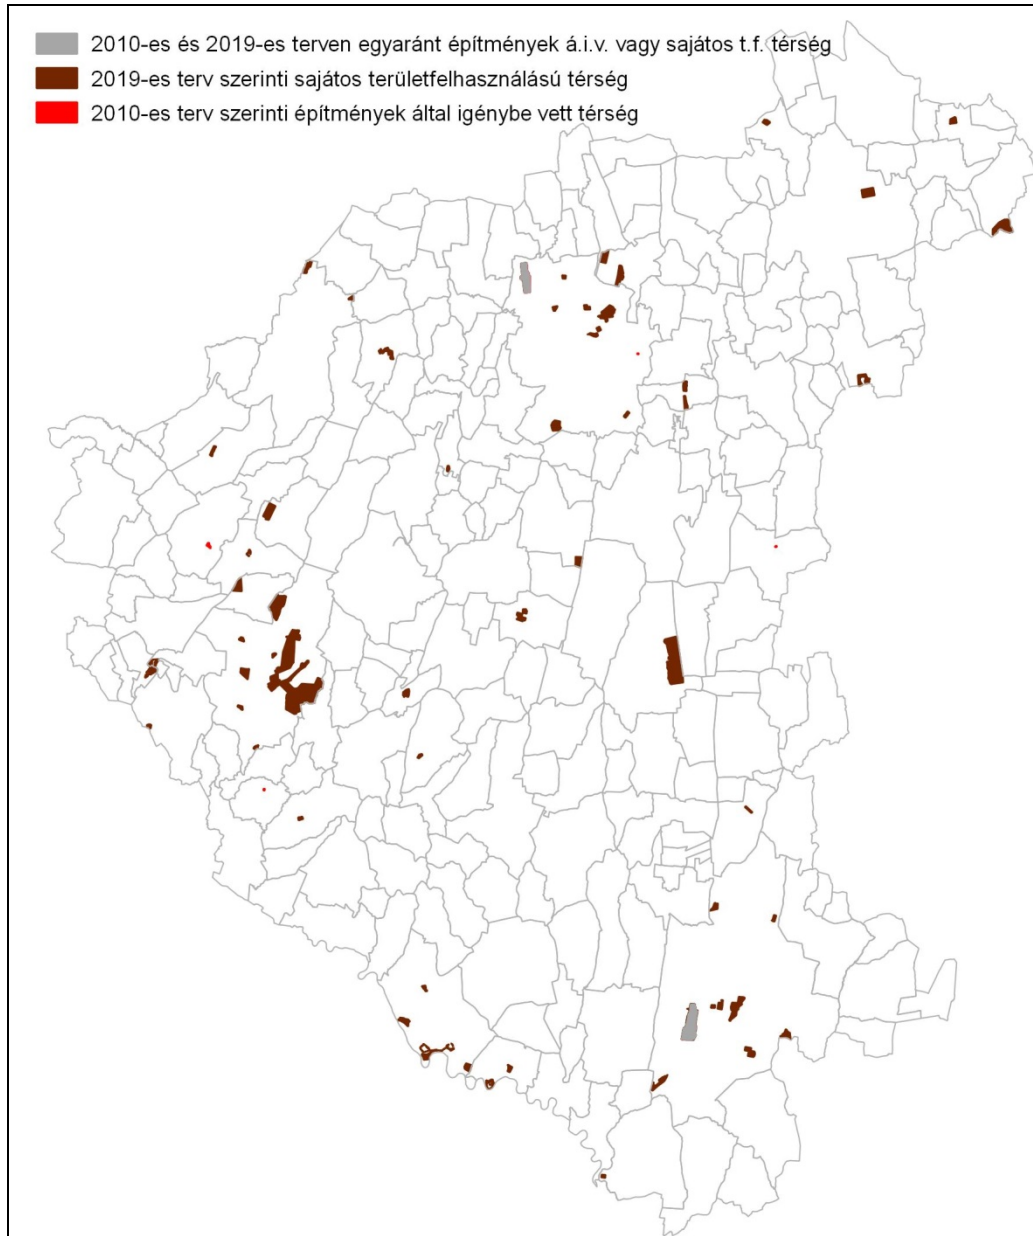 2010-es és 2019-es terven egyaránt építmények á.i.v. vagy sajátos t.f. térség
2019-es terv szerinti sajátos területfelhasználású térség
2010-es terv szerinti építmények által igénybe vett térség